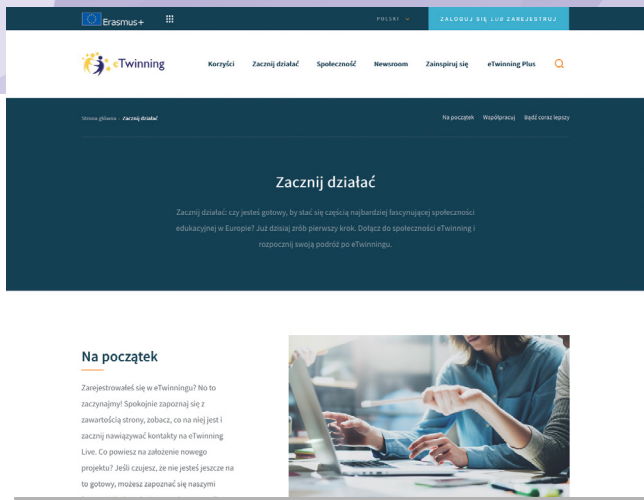 Erasmus+
POLSKI
ZALOGUJ SIĘ LUB ZAREJESTRUJ
eTwinning
Korzyści Zacznij działać Społeczność Newsroom Zainspiruj się eTwinning Plus
Strona główna › Zacznij działać
Na początek Współpracuj Bądź coraz lepszy
Zacznij działać
Zacznij działać: czy jesteś gotowy, by stać się częścią najbardziej fascynującej społeczności
edukacyjnej w Europie? Już dzisiaj zrób pierwszy krok. Dołącz do społeczności eTwinning i
rozpocznij swoją podróż po eTwinningu.
Na początek
Zarejestrowałeś się w eTwinningu? No to
zaczynajmy! Spokojnie zapoznaj się z
zawartością strony, zobacz, co na niej jest i
zacznij nawiązywać kontakty na eTwinning
Live. Co powiesz na założenie nowego
projektu? Jeśli czujesz, że nie jesteś jeszcze na
to gotowy, możesz zapoznać się naszymi